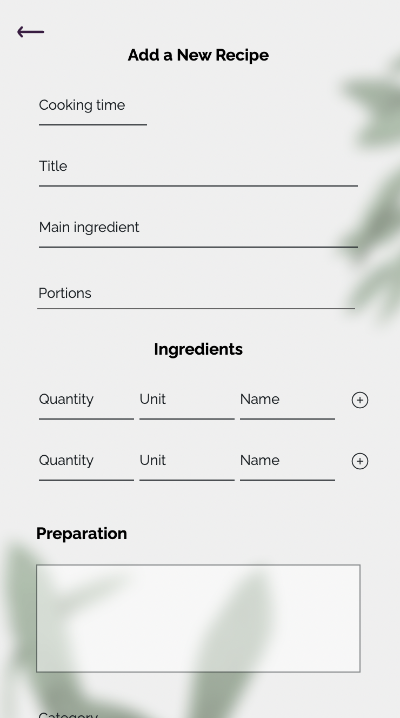 Add a New Recipe
Cooking time
Title
Main ingredient
Portions
Ingredients
Quantity Unit Name
Quantity Unit Name
Preparation
Category